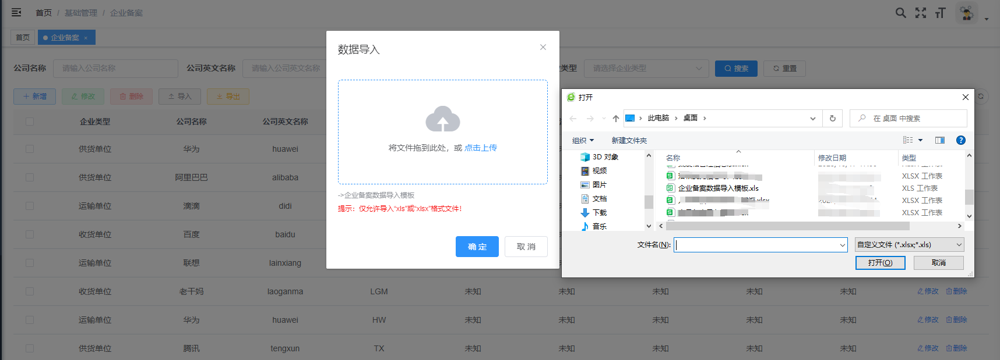 首页 / 基础管理 / 企业备案
首页
企业备案 ×
公司名称 请输入公司名称 公司英文名称 请输入公司英文名称 类型 请选择企业类型 搜索 重置
新增 修改 删除 导入 导出
企业类型 公司名称 公司英文名称
供货单位 华为 huawei
供货单位 阿里巴巴 alibaba
运输单位 滴滴 didi
收货单位 百度 baidu
运输单位 联想 lainxiang
收货单位 老干妈 laoganma LGM 未知 未知 未知 未知 未知 修改 删除
运输单位 华为 huawei HW 未知 未知 未知 未知 未知 修改 删除
供货单位 腾讯 tengxun TX 未知 未知 未知 未知 未知 修改 删除
数据导入
将文件拖到此处，或 点击上传
->企业备案数据导入模板
提示：仅允许导入“xls”或“xlsx”格式文件！
确 定 取 消
打开
此电脑 > 桌面 >
在 桌面 中搜索
组织 新建文件夹
3D 对象
视频
图片
文档
下载
音乐
名称 修改日期 类型
XLSX 工作表
企业备案数据导入模板.xls XLS 工作表
.xlsx XLSX 工作表
XLSX 工作表
文件名(N): 自定义文件 (*.xlsx;*.xls)
打开(O) 取消